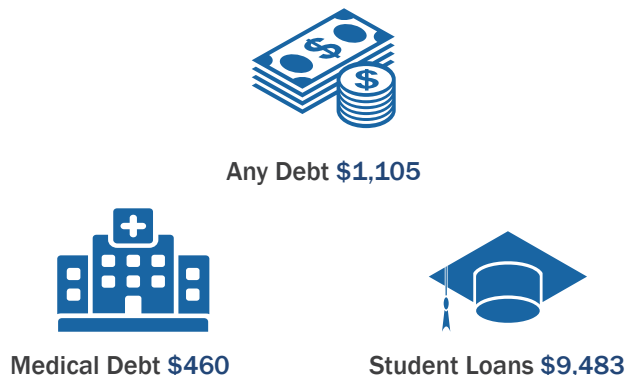 $
$
Any Debt $1,105
Medical Debt $460
Student Loans $9.483